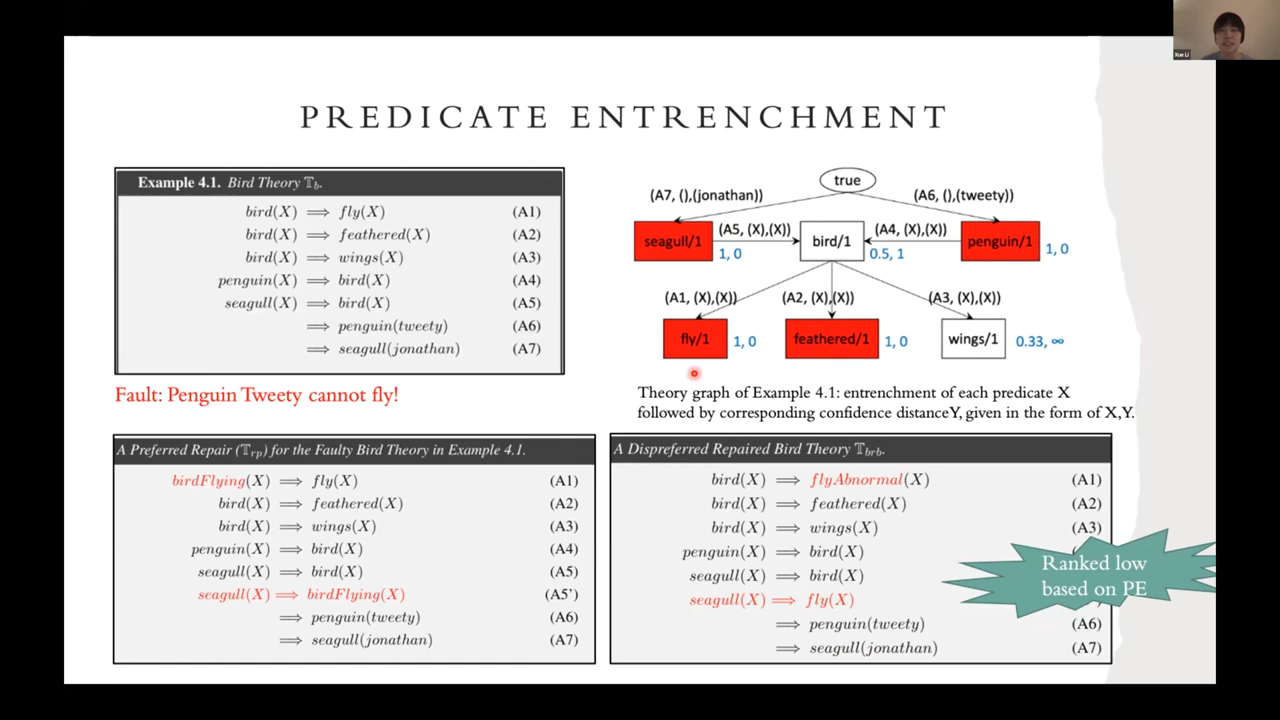 Xue Li
PREDICATE ENTRENCHMENT
Example 4.1. Bird Theory 𝕋b.
bird(X) ⟹ fly(X) (A1)
bird(X) ⟹ feathered(X) (A2)
bird(X) ⟹ wings(X) (A3)
penguin(X) ⟹ bird(X) (A4)
seagull(X) ⟹ bird(X) (A5)
⟹ penguin(tweety) (A6)
⟹ seagull(jonathan) (A7)
Fault: Penguin Tweety cannot fly!
true
(A7, (),(jonathan)) (A6, (),(tweety))
seagull/1 (A5, (X),(X)) bird/1 (A4, (X),(X)) penguin/1
1, 0 0.5, 1 1, 0
(A1, (X),(X)) (A2, (X),(X)) (A3, (X),(X))
fly/1 1, 0 feathered/1 1, 0 wings/1 0.33, ∞
Theory graph of Example 4.1: entrenchment of each predicate X
followed by corresponding confidence distanceY, given in the form of X,Y.
A Preferred Repair (𝕋rp) for the Faulty Bird Theory in Example 4.1.
birdFlying(X) ⟹ fly(X) (A1)
bird(X) ⟹ feathered(X) (A2)
bird(X) ⟹ wings(X) (A3)
penguin(X) ⟹ bird(X) (A4)
seagull(X) ⟹ bird(X) (A5)
seagull(X) ⟹ birdFlying(X) (A5')
⟹ penguin(tweety) (A6)
⟹ seagull(jonathan) (A7)
A Dispreferred Repaired Bird Theory 𝕋brb.
bird(X) ⟹ flyAbnormal(X) (A1)
bird(X) ⟹ feathered(X) (A2)
bird(X) ⟹ wings(X) (A3)
penguin(X) ⟹ bird(X)
seagull(X) ⟹ bird(X)
seagull(X) ⟹ fly(X)
⟹ penguin(tweety) (A6)
⟹ seagull(jonathan) (A7)
Ranked low
based on PE